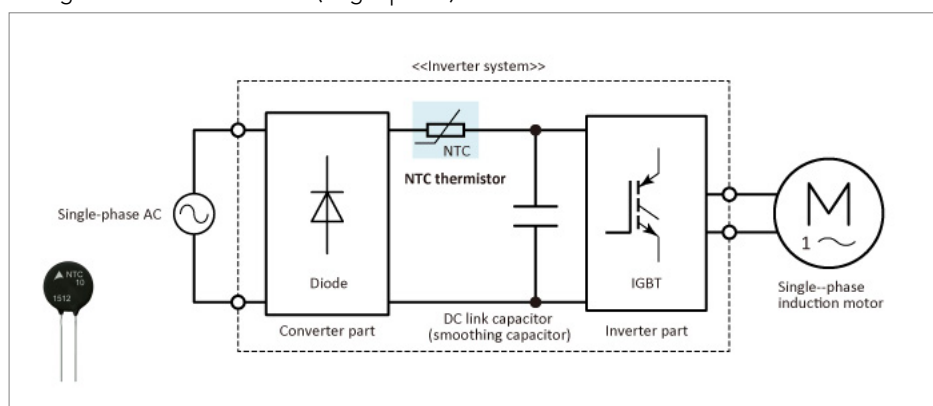 <<Inverter system>>
NTC
NTC thermistor
Single-phase AC
NTC
10
1512
Diode
IGBT
M
1
Single--phase
induction motor
Converter part
DC link capacitor
(smoothing capacitor)
Inverter part